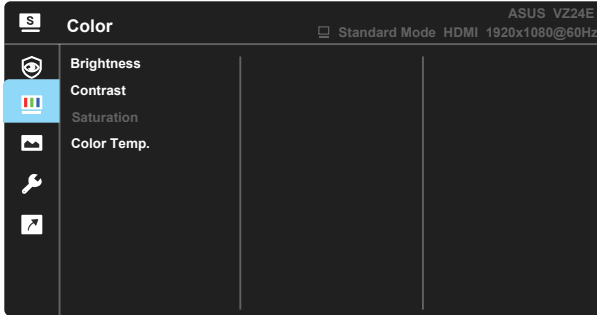 S
Color
ASUS VZ24E
Standard Mode HDMI 1920x1080@60Hz
Brightness
Contrast
Saturation
Color Temp.